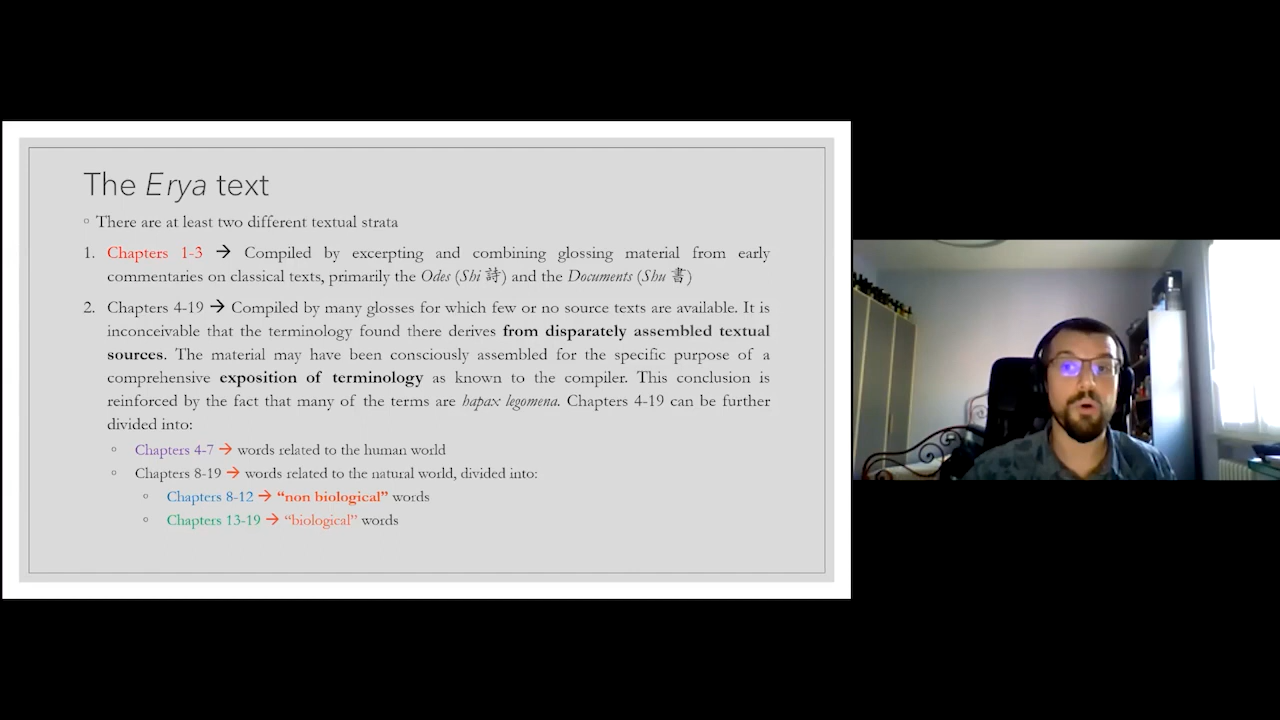 The Erya text
◦ There are at least two different textual strata
1. Chapters 1-3 → Compiled by excerpting and combining glossing material from early
commentaries on classical texts, primarily the Odes (Shi 詩) and the Documents (Shu 書)
2. Chapters 4-19 → Compiled by many glosses for which few or no source texts are available. It is
inconceivable that the terminology found there derives from disparately assembled textual
sources. The material may have been consciously assembled for the specific purpose of a
comprehensive exposition of terminology as known to the compiler. This conclusion is
reinforced by the fact that many of the terms are hapax legomena. Chapters 4-19 can be further
divided into:
◦ Chapters 4-7 → words related to the human world
◦ Chapters 8-19 → words related to the natural world, divided into:
◦ Chapters 8-12 → “non biological” words
◦ Chapters 13-19 → “biological” words